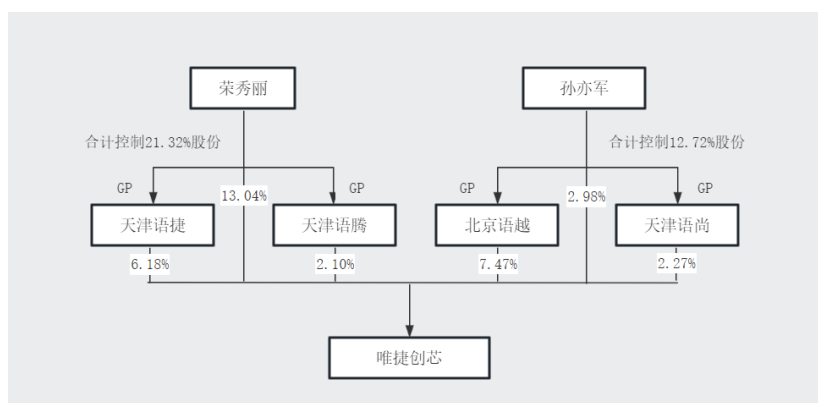 荣秀丽
孙亦军
合计控制21.32%股份
合计控制12.72%股份
GP
13.04%
GP
GP
2.98%
GP
天津语捷
天津语腾
北京语越
天津语尚
6.18%
2.10%
7.47%
2.27%
唯捷创芯